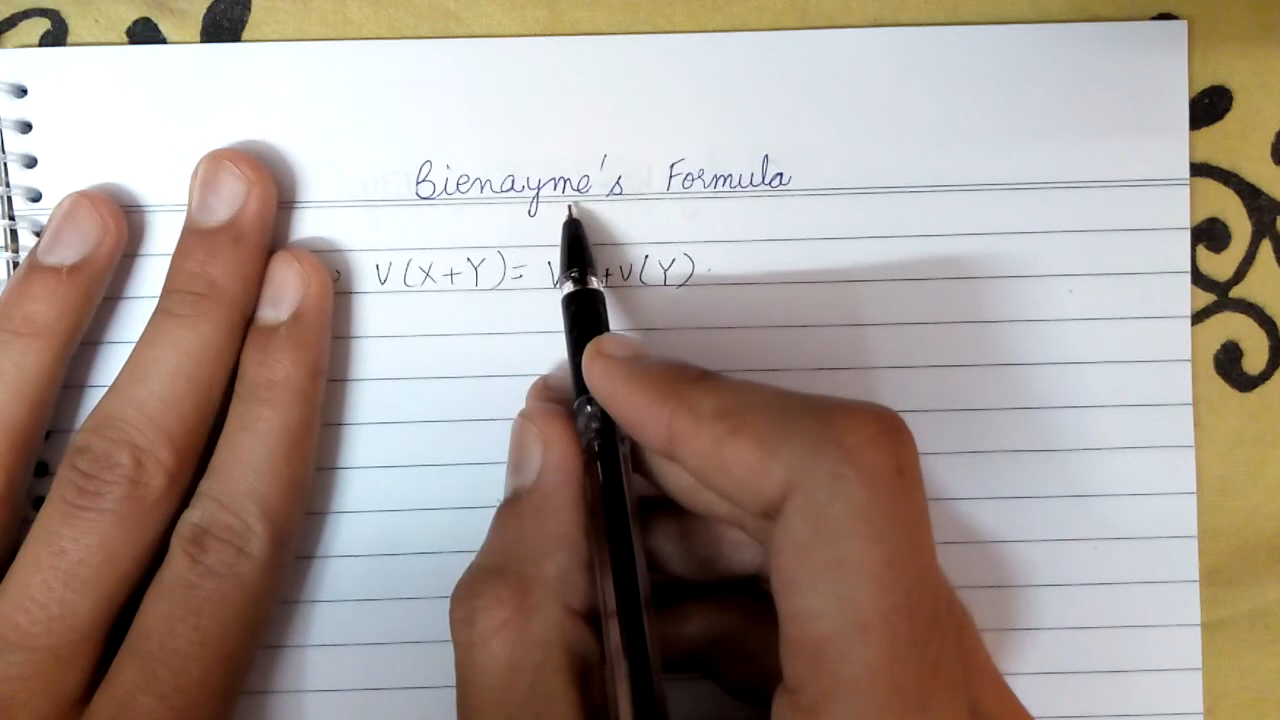 Bienayme's Formula
V(X+Y)= V +V(Y).